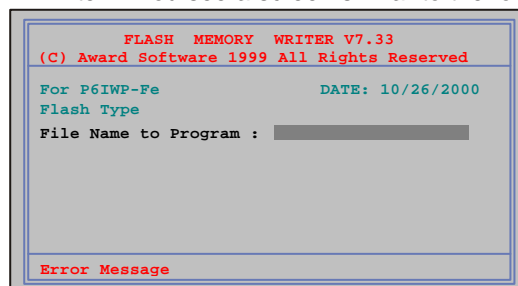 FLASH MEMORY WRITER V7.33
(C) Award Software 1999 All Rights Reserved
For P6IWP-Fe DATE: 10/26/2000
Flash Type
File Name to Program :
Error Message